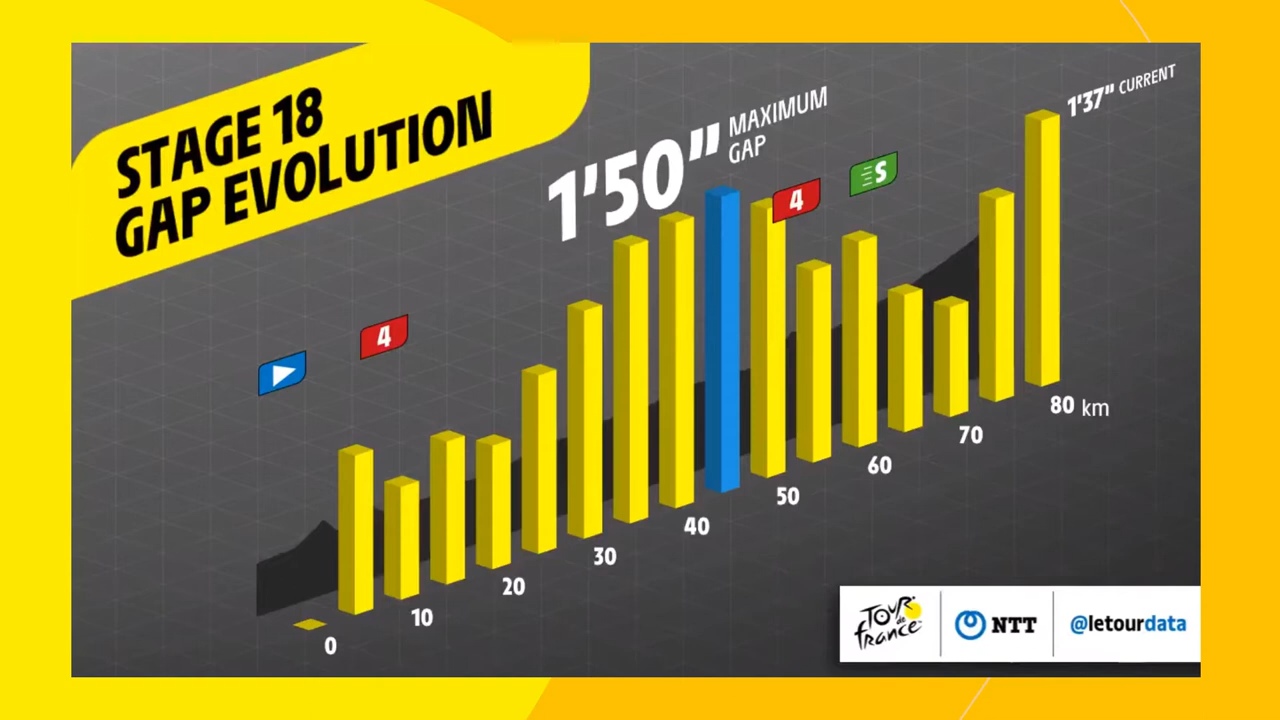 STAGE 18
GAP EVOLUTION
1'50" MAXIMUM
GAP
1'37" CURRENT
4
S
4
0
10
20
30
40
50
60
70
80 km
TOUR de france
NTT
@letourdata